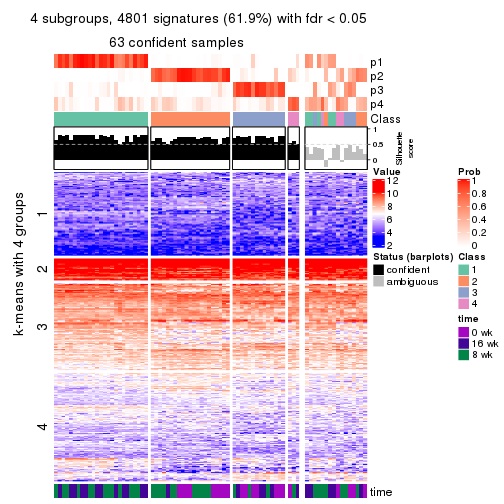 4 subgroups, 4801 signatures (61.9%) with fdr < 0.05
63 confident samples
p1
p2
p3
p4
Class
1
0.5
0
Silhouette
score
k-means with 4 groups
1
2
3
4
time
Value
12
10
8
6
4
2
Prob
1
0.8
0.6
0.4
0.2
0
Status (barplots)
confident
ambiguous
Class
1
2
3
4
time
0 wk
16 wk
8 wk